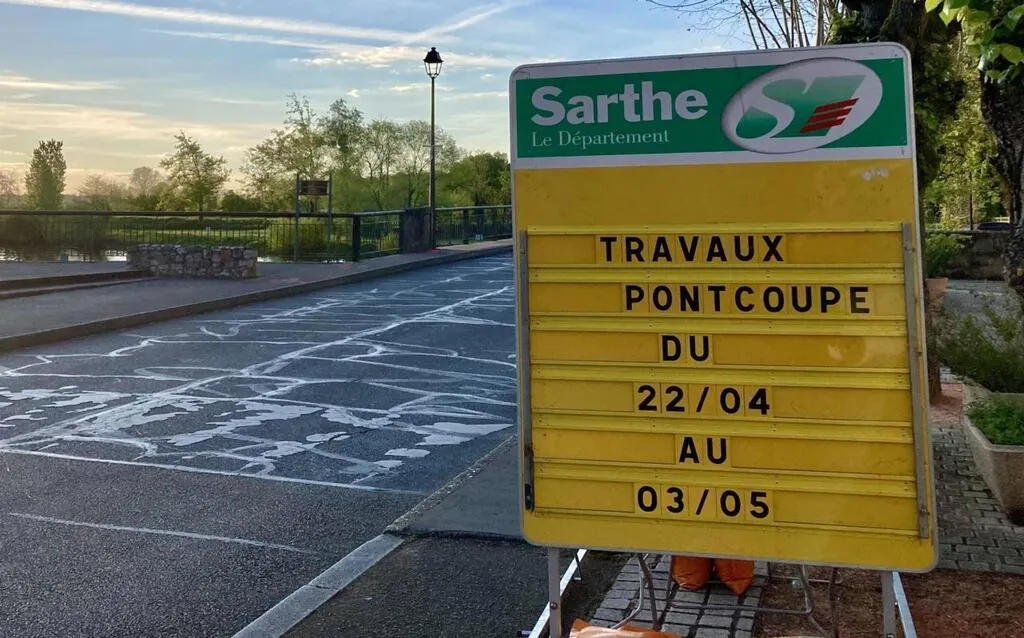 Sarthe
Le Département
TRAVAUX
PONTCOUPE
DU
22/04
AU
03/05